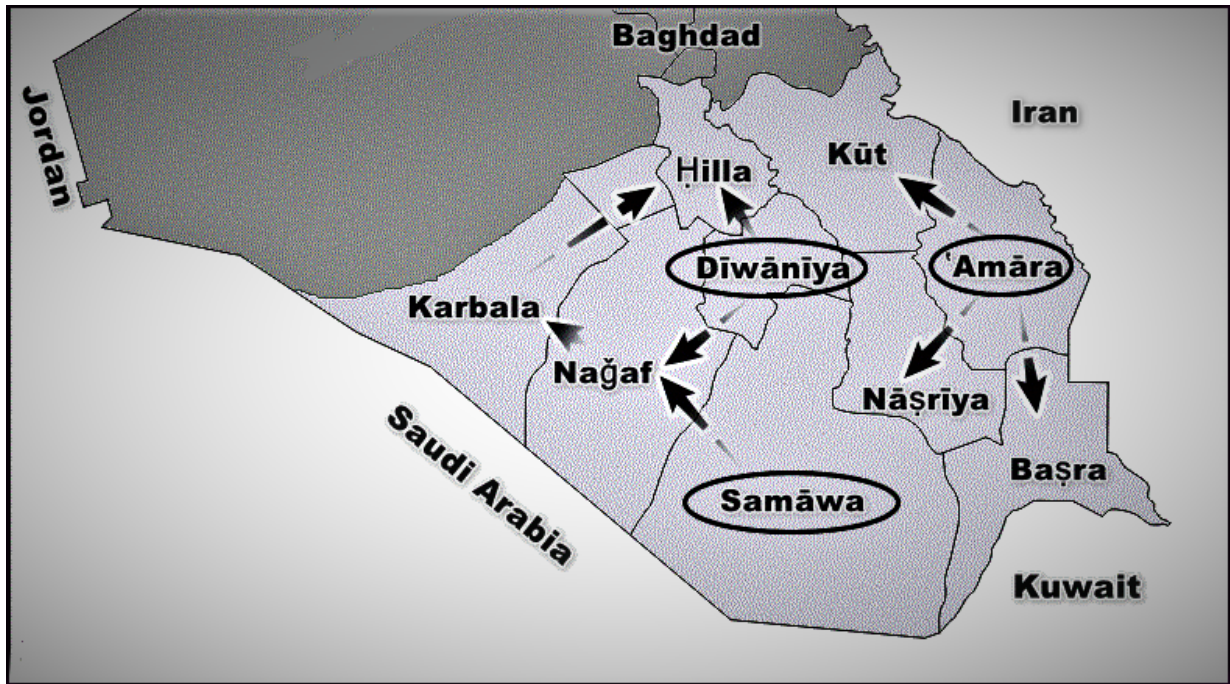 Baghdad
Jordan
Iran
Kūt
Ḥilla
Dīwānīya
ʿAmāra
Karbala
Nağaf
Nāṣrīya
Saudi Arabia
Baṣra
Samāwa
Kuwait